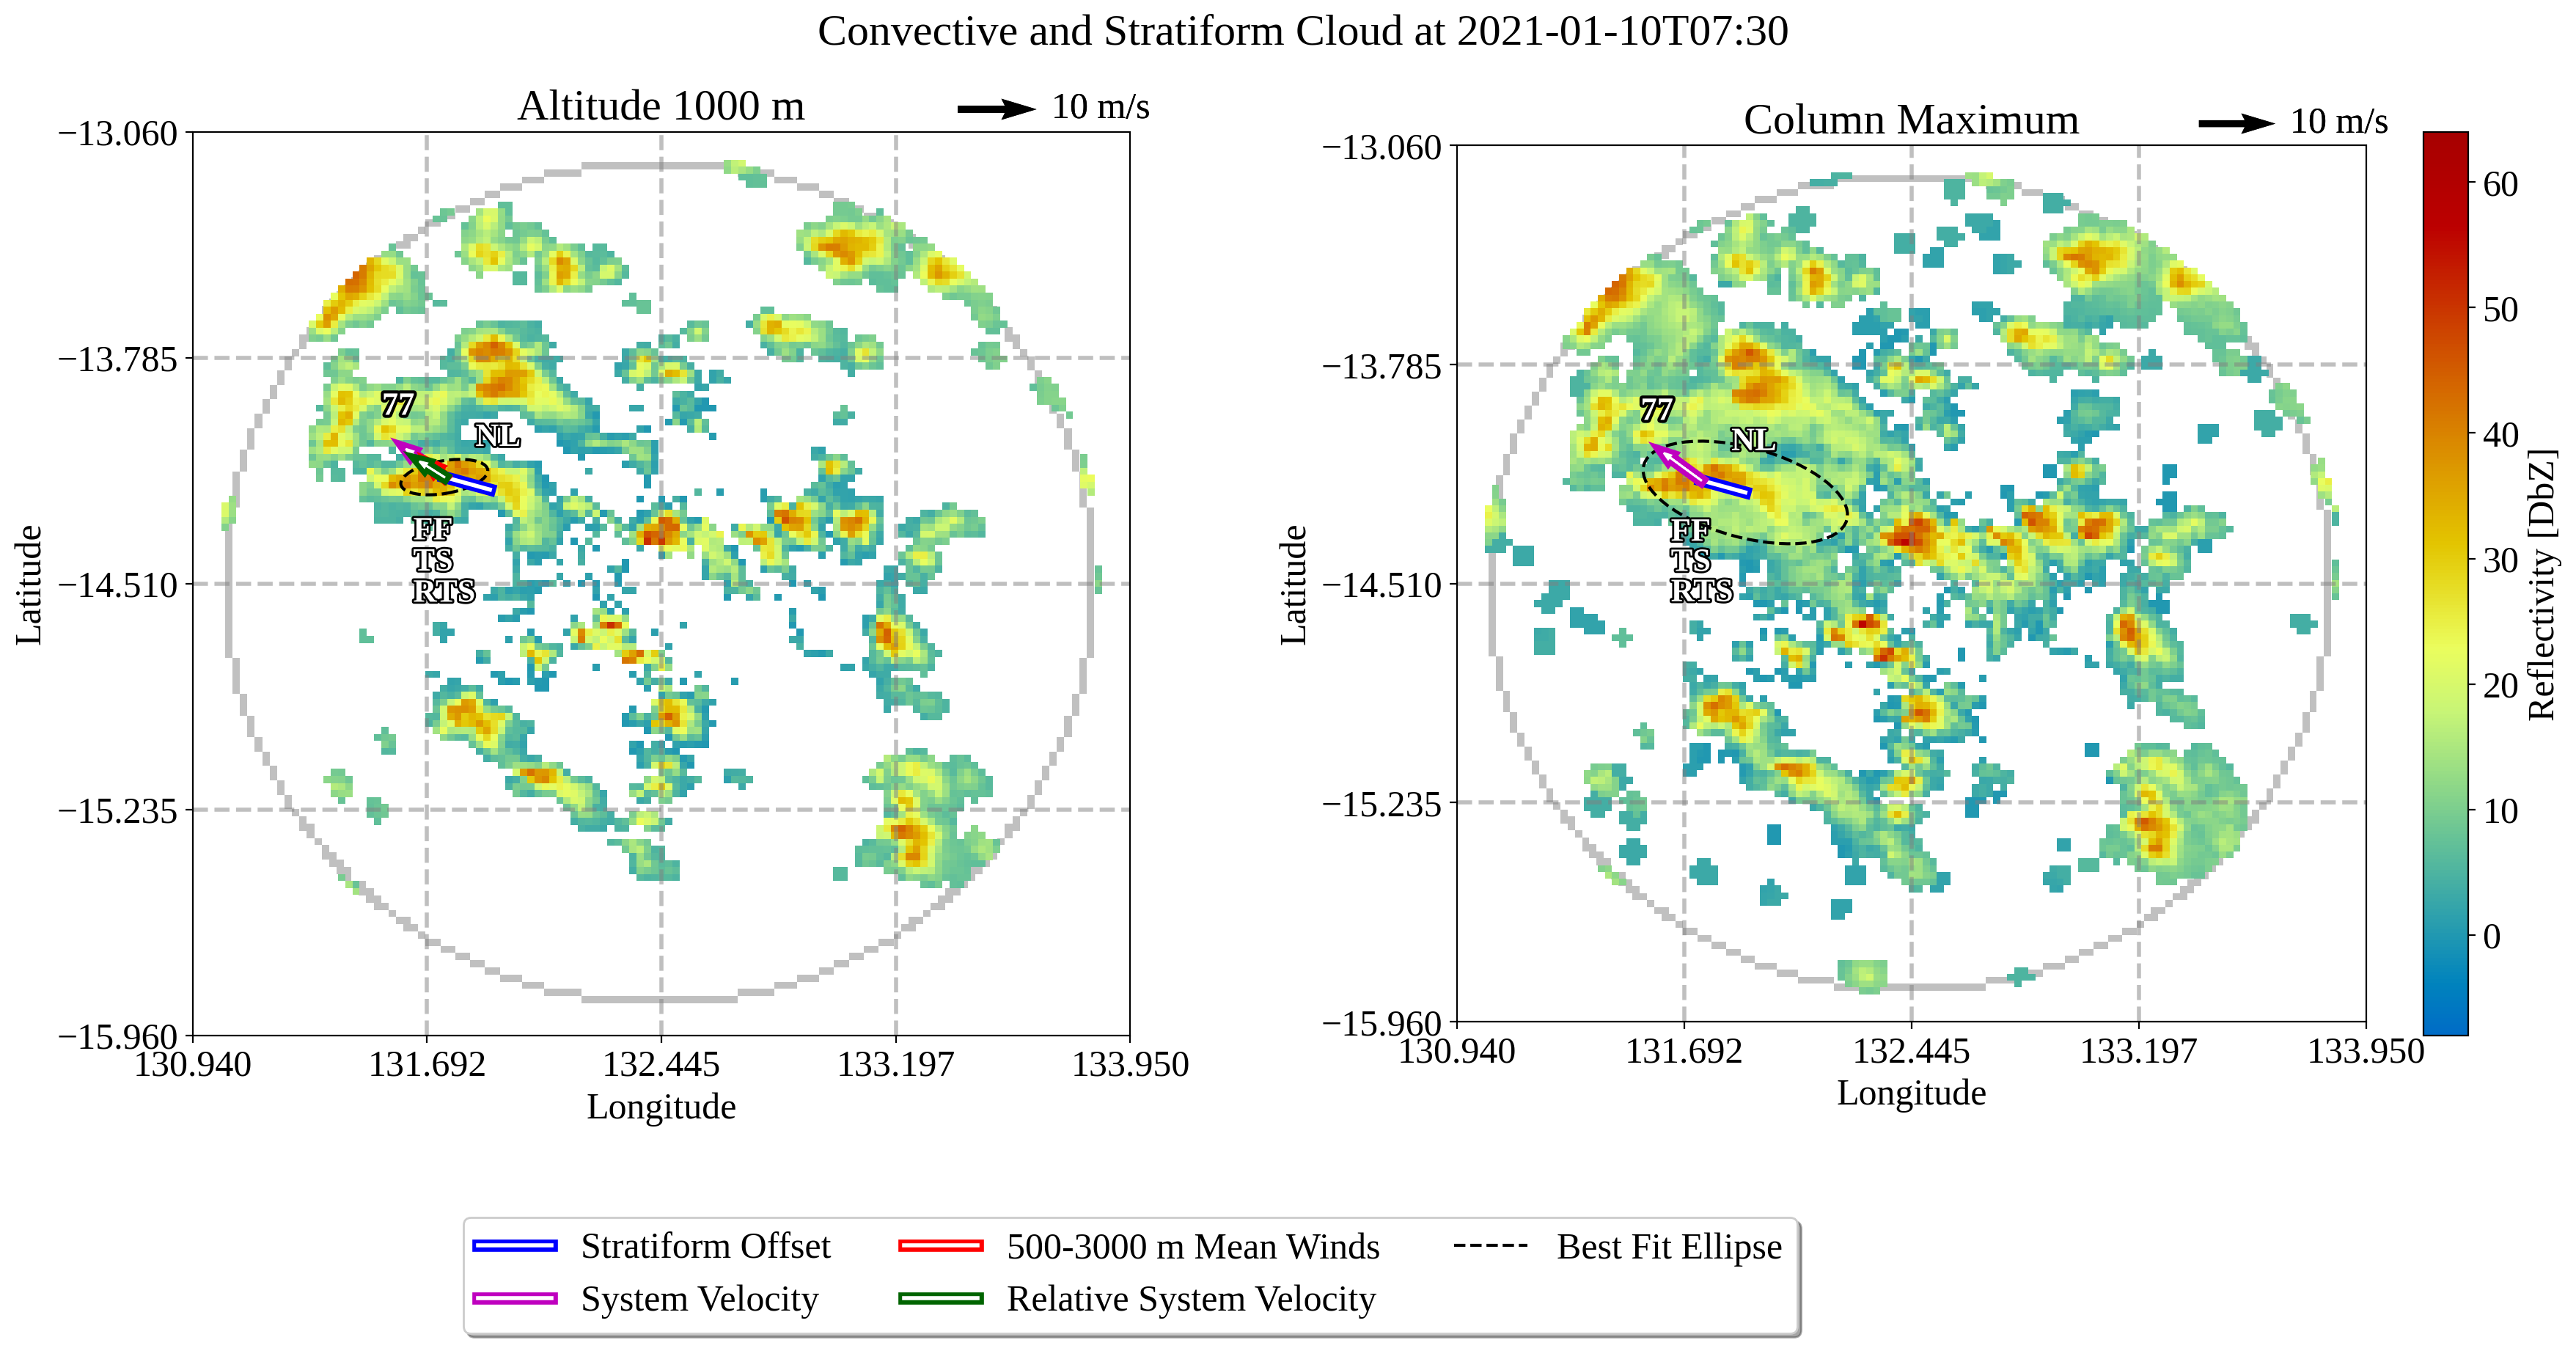 Convective and Stratiform Cloud at 2021-01-10T07:30
Altitude 1000 m
10 m/s
−13.060
−13.785
−14.510
−15.235
−15.960
130.940
131.692
132.445
133.197
133.950
Latitude
Longitude
77
NL
FF
TS
RTS
Column Maximum
10 m/s
−13.060
−13.785
−14.510
−15.235
−15.960
130.940
131.692
132.445
133.197
133.950
Latitude
Longitude
77
NL
FF
TS
RTS
60
50
40
30
20
10
0
Reflectivity [DbZ]
Stratiform Offset
500-3000 m Mean Winds
Best Fit Ellipse
System Velocity
Relative System Velocity